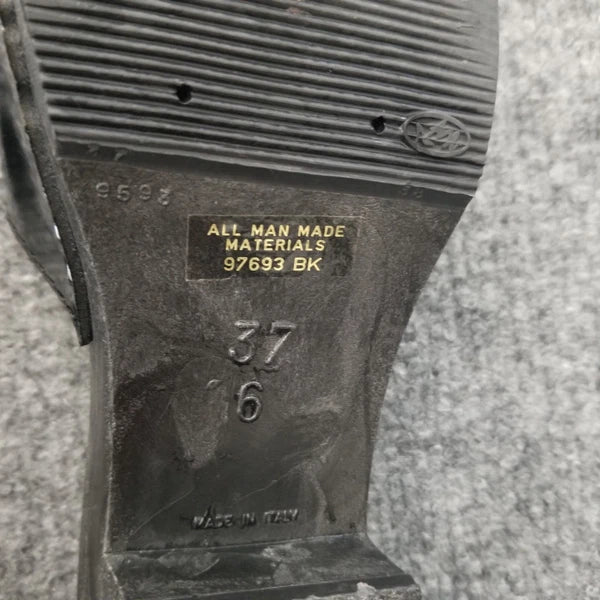 9593
ALL MAN MADE
MATERIALS
97693 BK
37
6
MADE IN ITALY